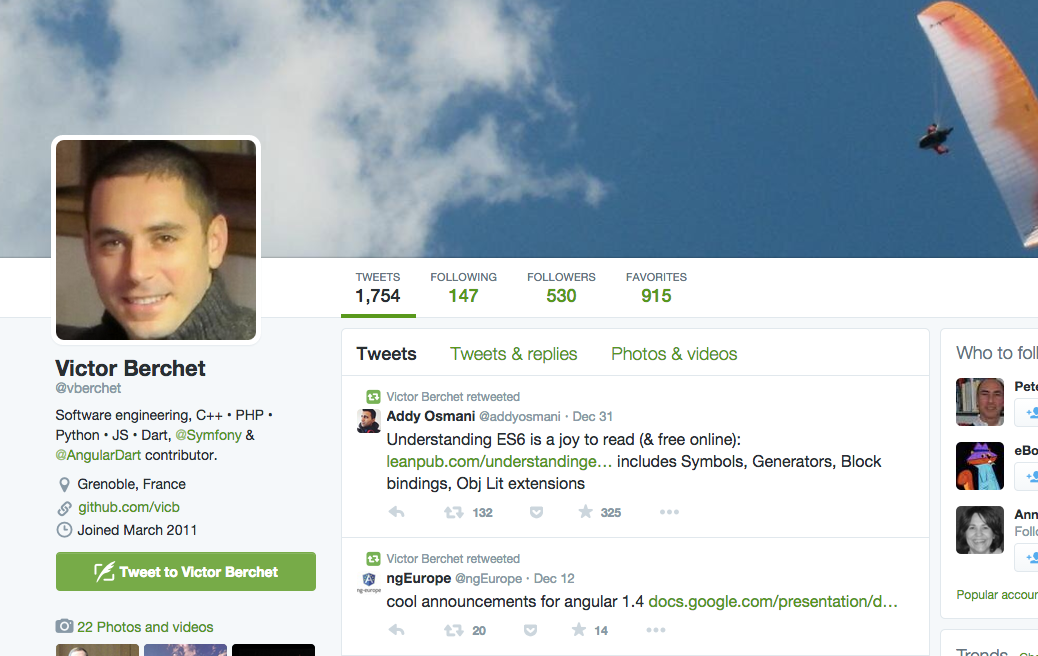 TWEETS
1,754
FOLLOWING
147
FOLLOWERS
530
FAVORITES
915
Victor Berchet
@vberchet
Software engineering, C++ • PHP •
Python • JS • Dart, @Symfony &
@AngularDart contributor.
Grenoble, France
github.com/vicb
Joined March 2011
Tweet to Victor Berchet
22 Photos and videos
Tweets Tweets & replies Photos & videos
Victor Berchet retweeted
Addy Osmani @addyosmani · Dec 31
Understanding ES6 is a joy to read (& free online):
leanpub.com/understandinge… includes Symbols, Generators, Block
bindings, Obj Lit extensions
132 325
Victor Berchet retweeted
ngEurope @ngEurope · Dec 12
ng-europe
cool announcements for angular 1.4 docs.google.com/presentation/d…
20 14
Who to foll
Pete
eBo
Ann
Follo
Popular accoun
Trends